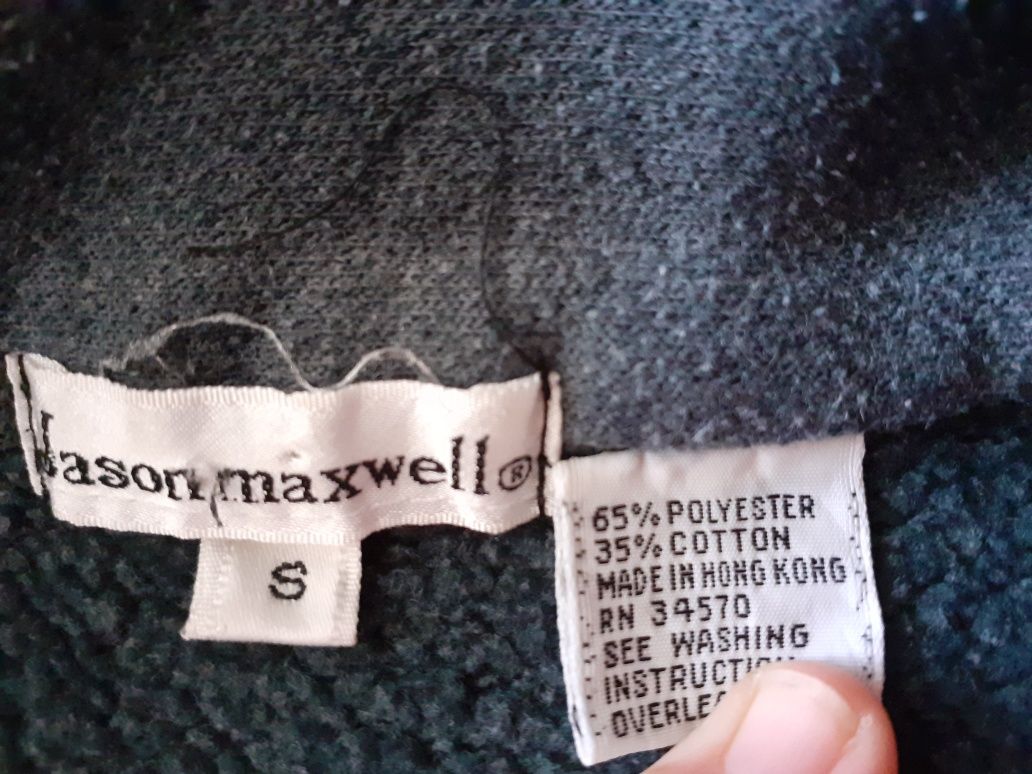 Jason maxwell®
S
65% POLYESTER
35% COTTON
MADE IN HONG KONG
RN 34570
SEE WASHING